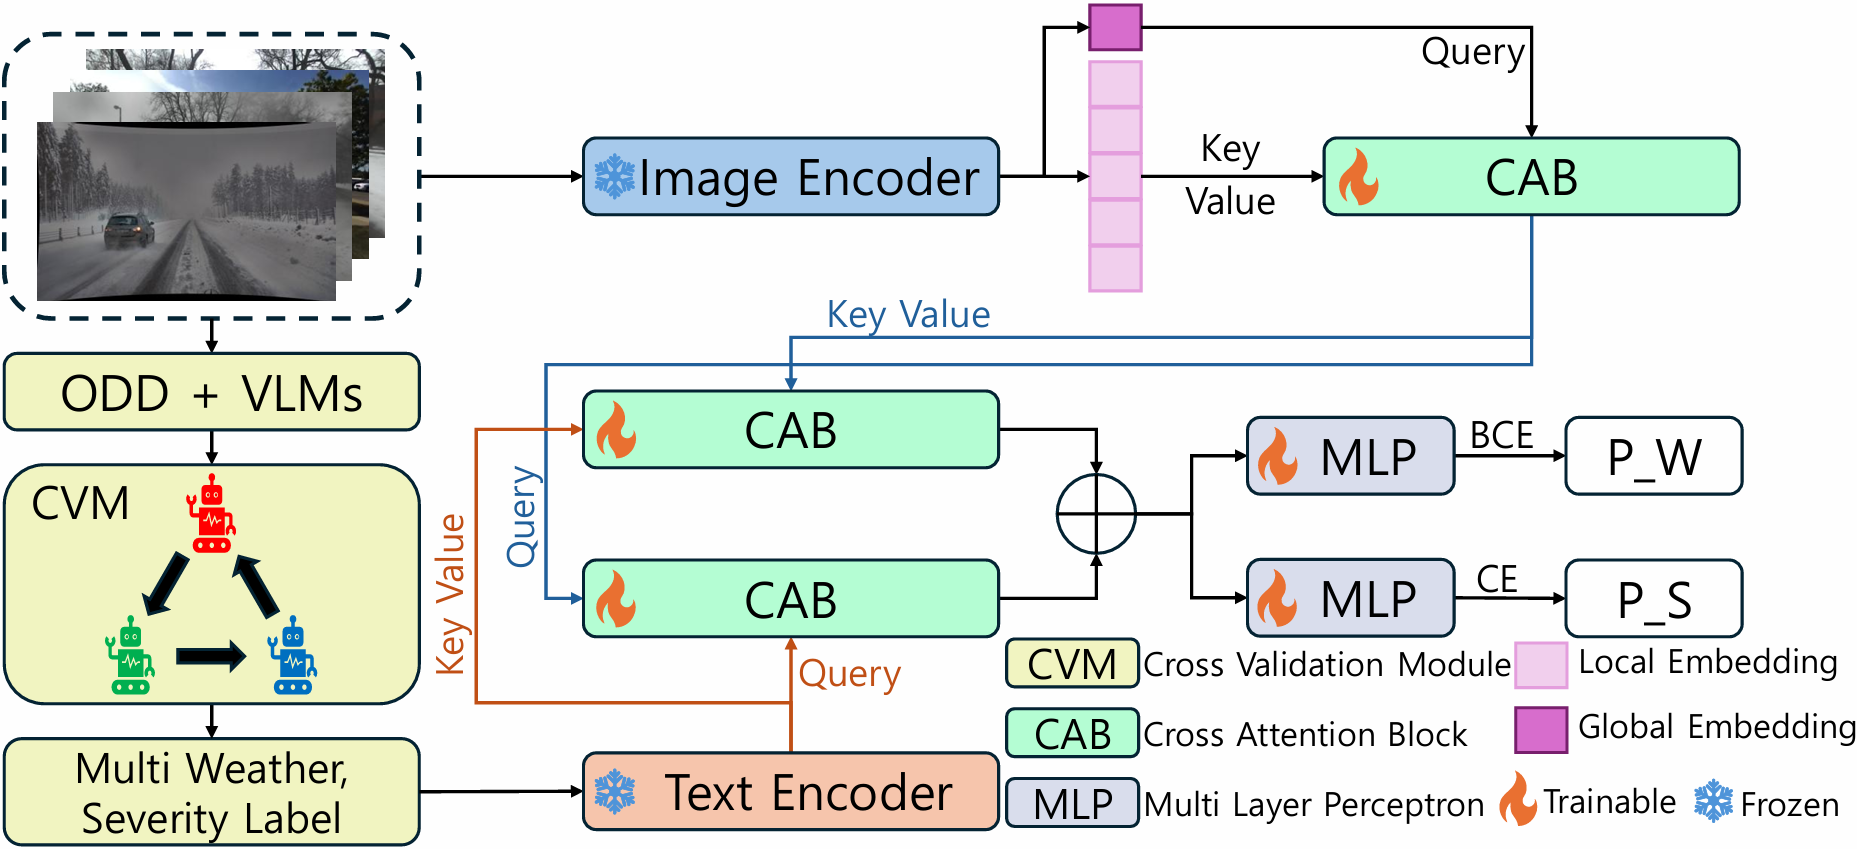 Query
Image Encoder
Key
Value
CAB
Key Value
ODD + VLMs
CAB
MLP
BCE
P_W
CVM
Query
Key Value
CAB
MLP
CE
P_S
Query
CVM Cross Validation Module
Local Embedding
CAB Cross Attention Block
Global Embedding
Multi Weather,
Severity Label
Text Encoder
MLP Multi Layer Perceptron
Trainable
Frozen